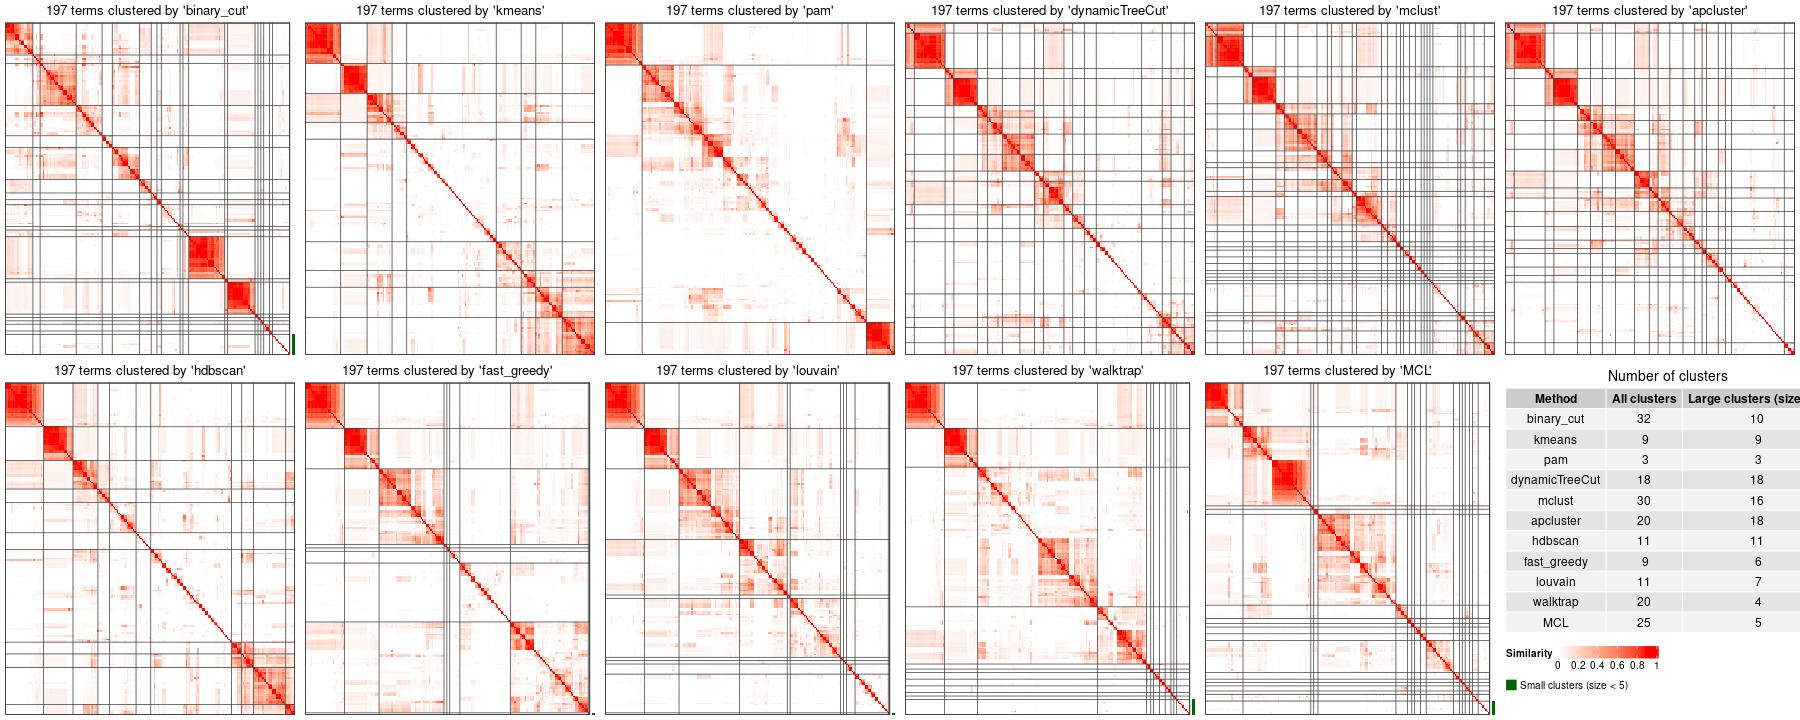 197 terms clustered by 'binary_cut'
197 terms clustered by 'kmeans'
197 terms clustered by 'pam'
197 terms clustered by 'dynamicTreeCut'
197 terms clustered by 'mclust'
197 terms clustered by 'apcluster'
197 terms clustered by 'hdbscan'
197 terms clustered by 'fast_greedy'
197 terms clustered by 'louvain'
197 terms clustered by 'walktrap'
197 terms clustered by 'MCL'
Number of clusters
Method All clusters Large clusters (size
binary_cut 32 10
kmeans 9 9
pam 3 3
dynamicTreeCut 18 18
mclust 30 16
apcluster 20 18
hdbscan 11 11
fast_greedy 9 6
louvain 11 7
walktrap 20 4
MCL 25 5
Similarity
0 0.2 0.4 0.6 0.8 1
Small clusters (size < 5)